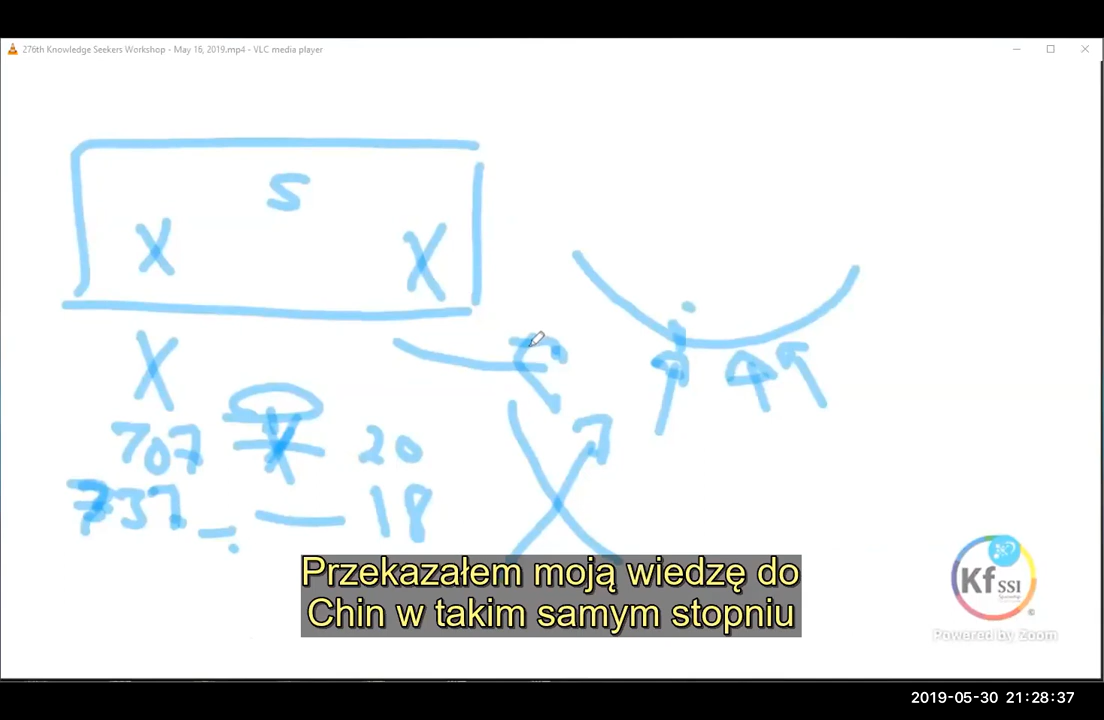 276th Knowledge Seekers Workshop - May 16, 2019.mp4 - VLC media player
S
X X
X
707 X 20
737 18
Przekazałem moją wiedzę do
Chin w takim samym stopniu
Kf SSI
Powered by Zoom
2019-05-30 21:28:37